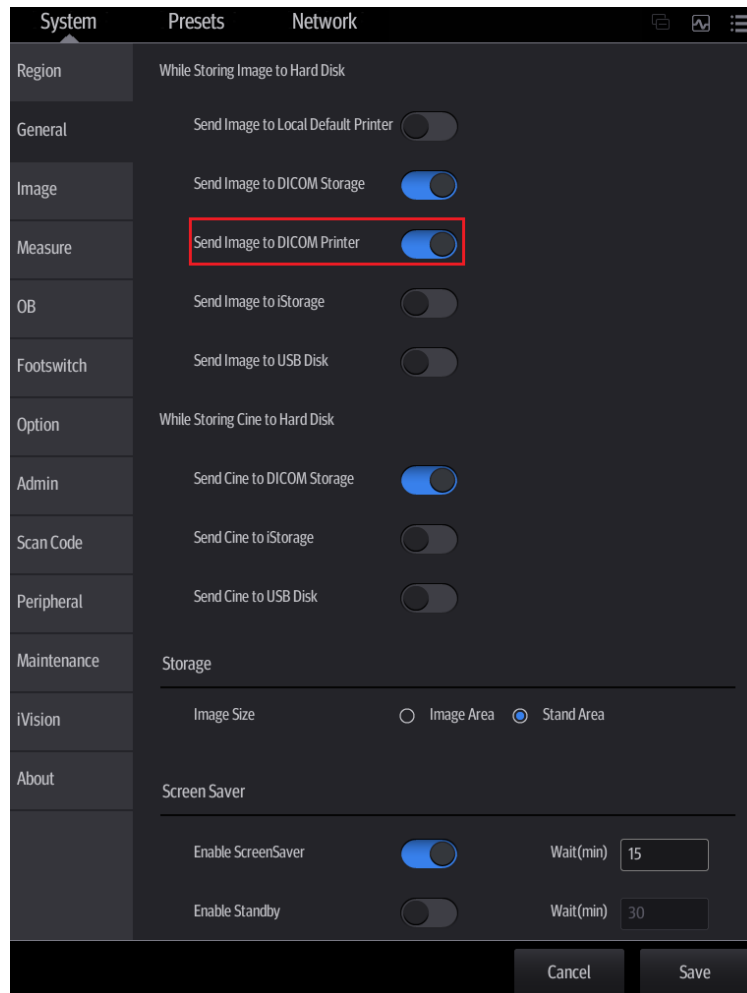 System Presets Network
Region
General
Image
Measure
OB
Footswitch
Option
Admin
Scan Code
Peripheral
Maintenance
iVision
About
While Storing Image to Hard Disk
Send Image to Local Default Printer
Send Image to DICOM Storage
Send Image to DICOM Printer
Send Image to iStorage
Send Image to USB Disk
While Storing Cine to Hard Disk
Send Cine to DICOM Storage
Send Cine to iStorage
Send Cine to USB Disk
Storage
Image Size Image Area Stand Area
Screen Saver
Enable ScreenSaver Wait(min) 15
Enable Standby Wait(min) 30
Cancel Save